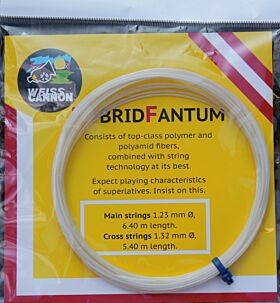 WEISS
CANNON
BRIDFANTUM
Consists of top-class polymer and
polyamid fibers,
combined with string
technology at its best.
Expect playing characteristics
of superlatives. Insist on this.
Main strings 1.23 mm Ø,
6.40 m length.
Cross strings 1.32 mm Ø,
5.40 m length.